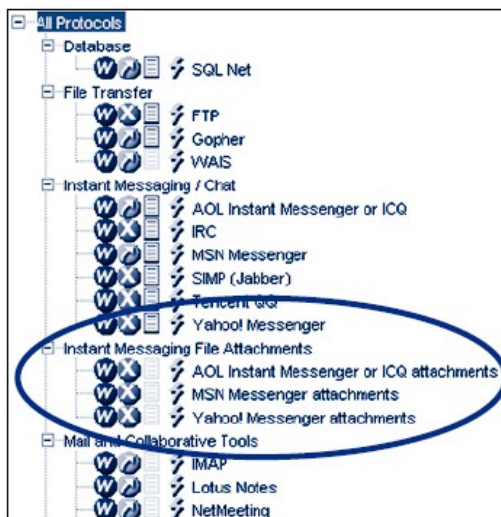 All Protocols
Database
SQL Net
File Transfer
FTP
Gopher
WAIS
Instant Messaging / Chat
AOL Instant Messenger or ICQ
IRC
MSN Messenger
SIMP (Jabber)
Tencent QQ
Yahoo! Messenger
Instant Messaging File Attachments
AOL Instant Messenger or ICQ attachments
MSN Messenger attachments
Yahoo! Messenger attachments
Mail and Collaborative Tools
IMAP
Lotus Notes
NetMeeting